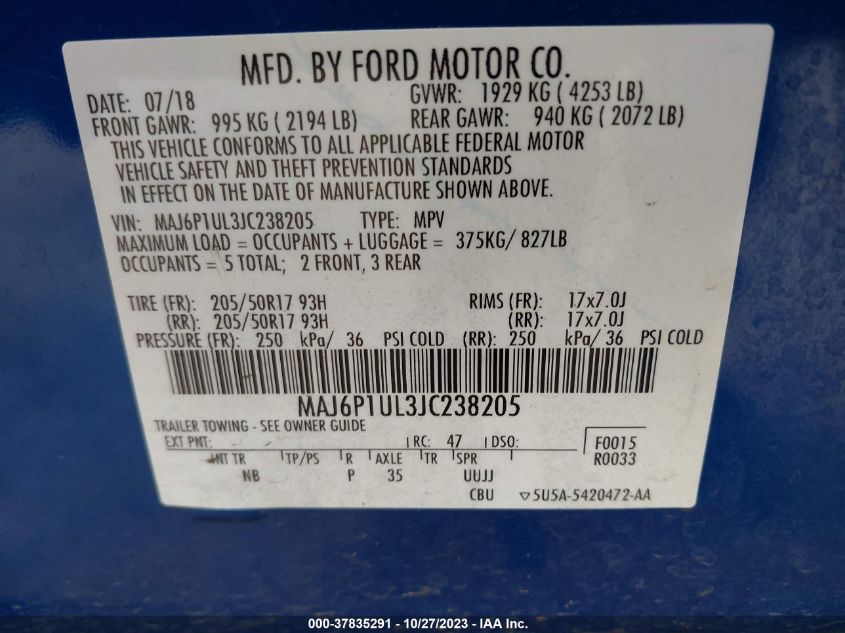 MFD. BY FORD MOTOR CO.
DATE: 07/18 GVWR: 1929 KG ( 4253 LB)
FRONT GAWR: 995 KG ( 2194 LB) REAR GAWR: 940 KG ( 2072 LB)
THIS VEHICLE CONFORMS TO ALL APPLICABLE FEDERAL MOTOR
VEHICLE SAFETY AND THEFT PREVENTION STANDARDS
IN EFFECT ON THE DATE OF MANUFACTURE SHOWN ABOVE.
VIN: MAJ6P1UL3JC238205 TYPE: MPV
MAXIMUM LOAD = OCCUPANTS + LUGGAGE = 375KG/ 827LB
OCCUPANTS = 5 TOTAL; 2 FRONT, 3 REAR
TIRE (FR): 205/50R17 93H RIMS (FR): 17x7.0J
(RR): 205/50R17 93H (RR): 17x7.0J
PRESSURE (FR): 250 kPa/ 36 PSI COLD (RR): 250 kPa/ 36 PSI COLD
MAJ6P1UL3JC238205
TRAILER TOWING - SEE OWNER GUIDE
EXT PNT: RC: 47 DSO: F0015
INT TR TP/PS R AXLE TR SPR R0033
NB P 35 UUJJ
CBU ▽5U5A-5420472-AA
000-37835291 - 10/27/2023 - IAA Inc.